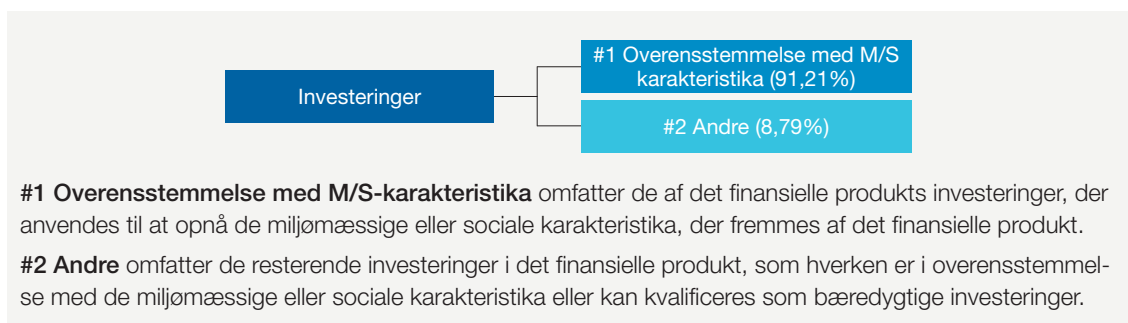 Investeringer
#1 Overensstemmelse med M/S
karakteristika (91,21%)
#2 Andre (8,79%)
#1 Overensstemmelse med M/S-karakteristika omfatter de af det finansielle produkts investeringer, der
anvendes til at opnå de miljømæssige eller sociale karakteristika, der fremmes af det finansielle produkt.
#2 Andre omfatter de resterende investeringer i det finansielle produkt, som hverken er i overensstemmel-
se med de miljømæssige eller sociale karakteristika eller kan kvalificeres som bæredygtige investeringer.